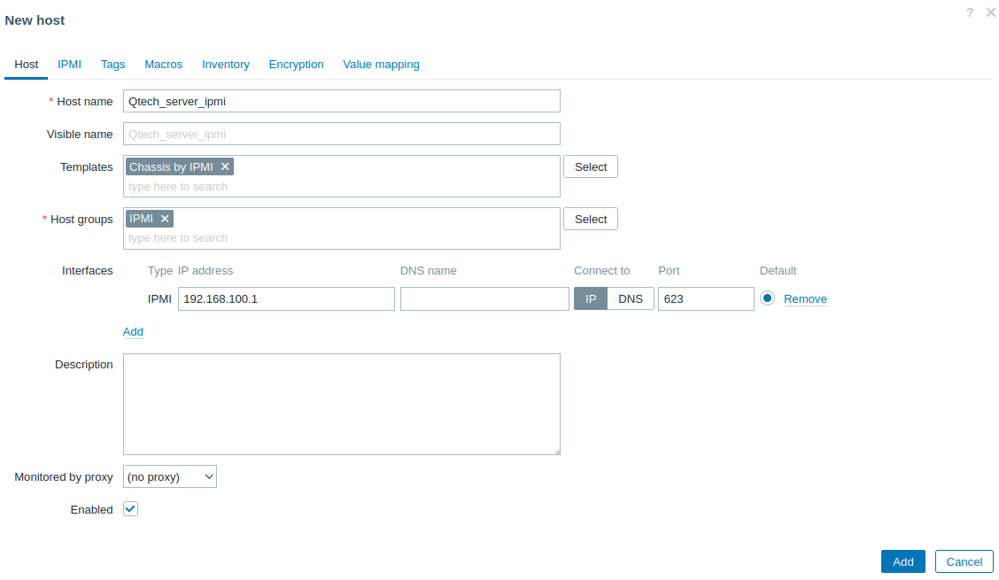 New host
?
Host IPMI Tags Macros Inventory Encryption Value mapping
* Host name Qtech_server_ipmi
Visible name Qtech_server_ipmi
Templates Chassis by IPMI Select
type here to search
* Host groups IPMI Select
type here to search
Interfaces Type IP address DNS name Connect to Port Default
IPMI 192.168.100.1 IP DNS 623 Remove
Add
Description
Monitored by proxy (no proxy)
Enabled
Add Cancel